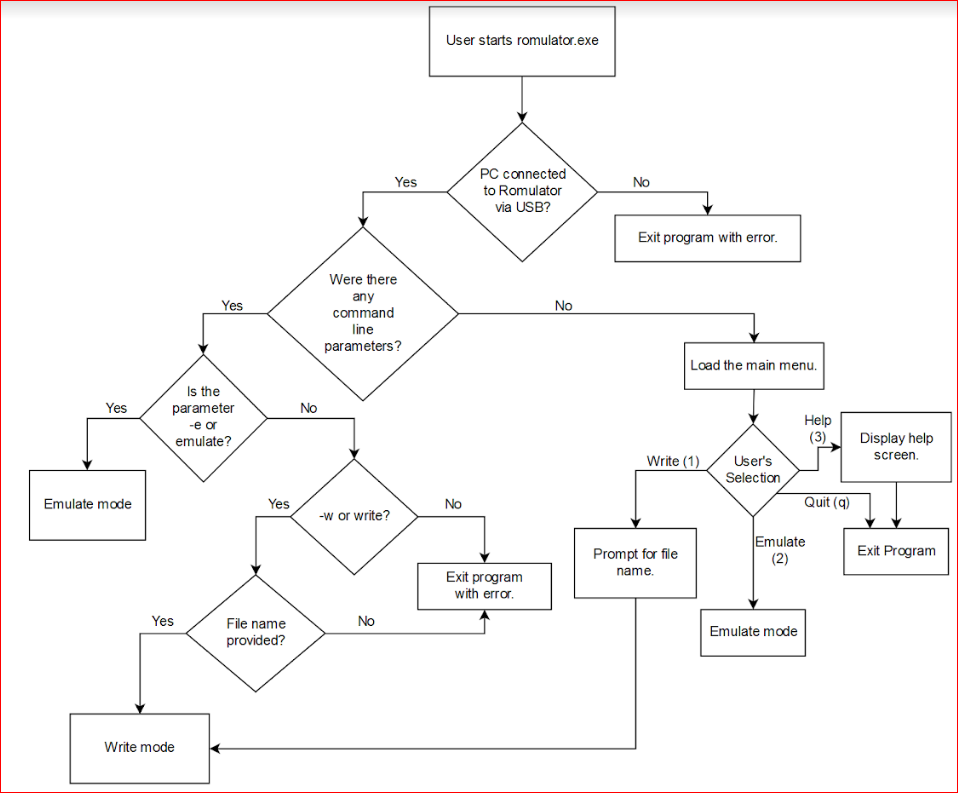 User starts romulator.exe
PC connected
to Romulator
via USB?
Yes
No
Exit program with error.
Were there
any
command
line
parameters?
Yes
No
Load the main menu.
Is the
parameter
-e or
emulate?
Yes
No
Emulate mode
-w or write?
Yes
No
Exit program
with error.
File name
provided?
Yes
No
Write mode
User's
Selection
Write (1)
Help
(3)
Display help
screen.
Quit (q)
Exit Program
Emulate
(2)
Prompt for file
name.
Emulate mode